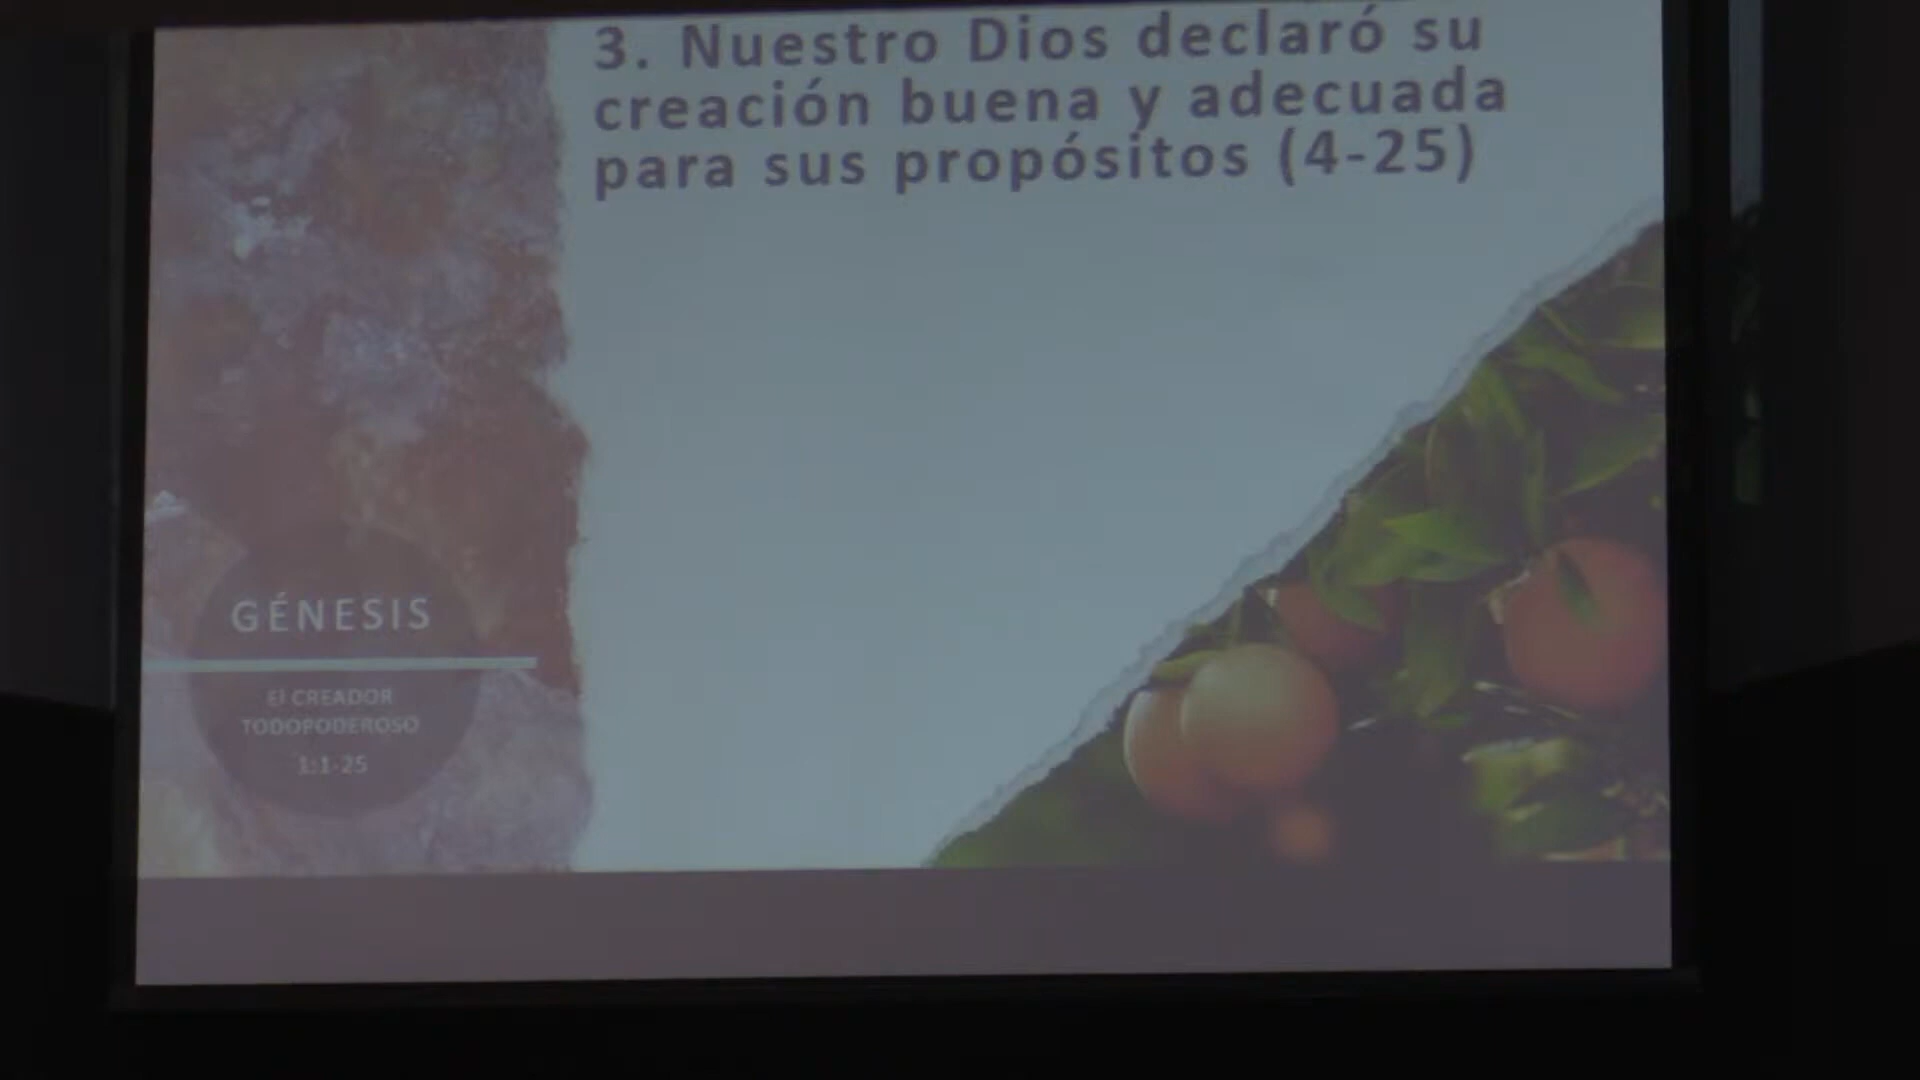 3. Nuestro Dios declaró su
creación buena y adecuada
para sus propósitos (4-25)
GÉNESIS
El CREADOR
TODOPODEROSO
1:1-25